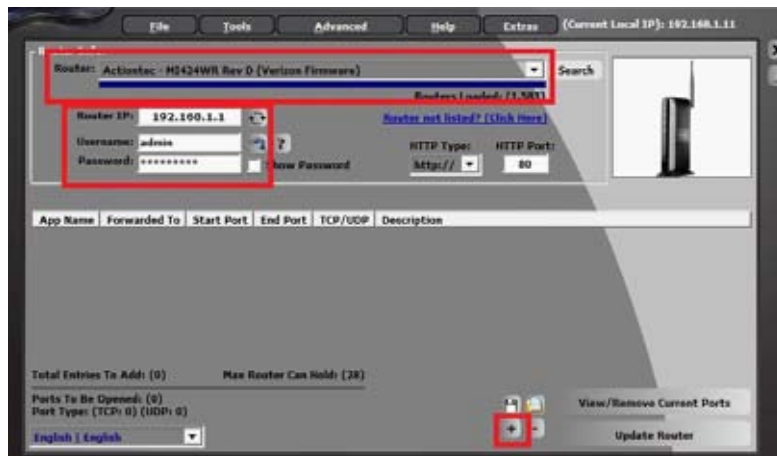 File Tools Advanced Help Extras (Current Local IP): 192.168.1.11
Router: Actiontec - MI424WR Rev D (Verizon Firmware) Search
Routers Loaded: (1,581)
Router IP: 192.168.1.1 Router not listed? (Click Here)
Username: admin ? HTTP Type: HTTP Port:
Password: ********* Show Password http:// 80
App Name Forwarded To Start Port End Port TCP/UDP Description
Total Entries To Add: (0) Max Router Can Hold: (28)
Ports To Be Opened: (0)
Port Type: (TCP: 0) (UDP: 0)
View/Remove Current Ports
English | English + - Update Router